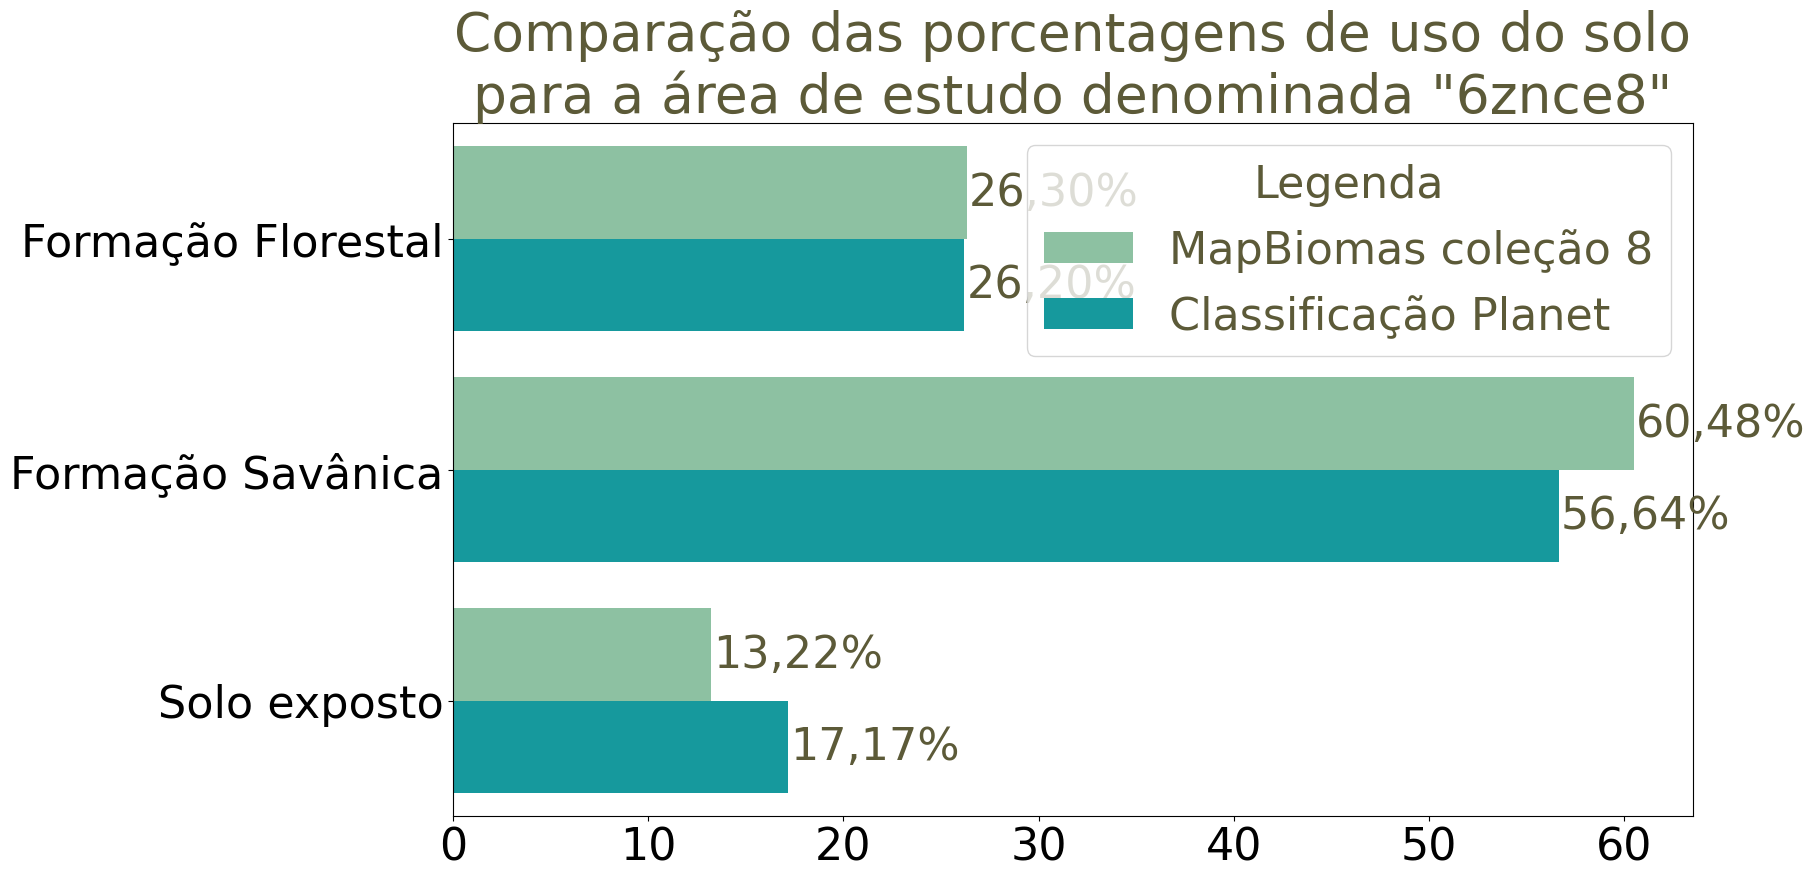 Comparação das porcentagens de uso do solo
para a área de estudo denominada "6znce8"
Legenda
MapBiomas coleção 8
Classificação Planet
Formação Florestal
26,30%
26,20%
Formação Savânica
60,48%
56,64%
Solo exposto
13,22%
17,17%
0 10 20 30 40 50 60